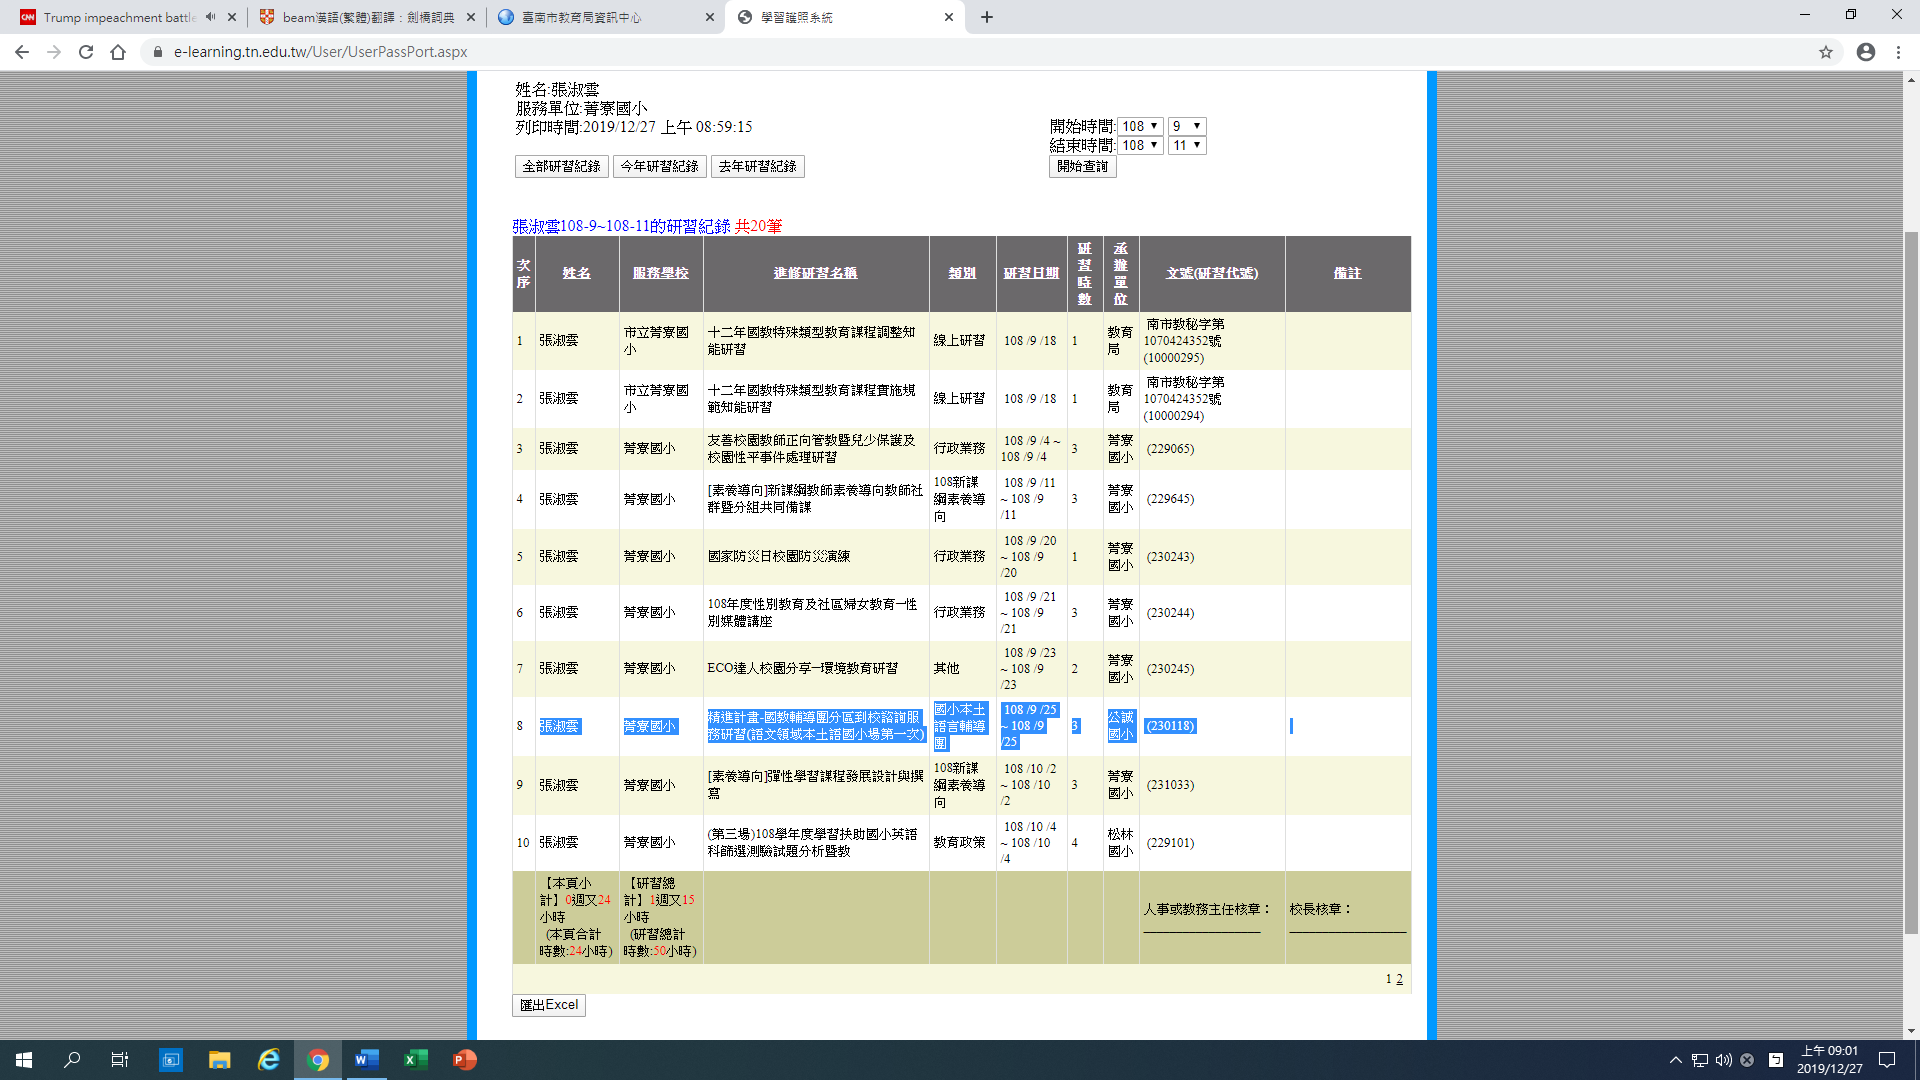 Trump impeachment battle
beam漢語(繁體)翻譯：劍橋詞典
臺南市教育局資訊中心
學習護照系統
e-learning.tn.edu.tw/User/UserPassPort.aspx
姓名:張淑雲
服務單位:菁寮國小
列印時間:2019/12/27 上午 08:59:15
開始時間: 108 9
結束時間: 108 11
全部研習紀錄 今年研習紀錄 去年研習紀錄 開始查詢
張淑雲108-9~108-11的研習紀錄 共20筆
次序 姓名 服務學校 進修研習名稱 類別 研習日期 研習時數 承辦單位 文號(研習代號) 備註
1 張淑雲 市立菁寮國小 十二年國教特殊類型教育課程調整知能研習 線上研習 108 /9 /18 1 教育局 南市教秘字第1070424352號(10000295)
2 張淑雲 市立菁寮國小 十二年國教特殊類型教育課程實施規範知能研習 線上研習 108 /9 /18 1 教育局 南市教秘字第1070424352號(10000294)
3 張淑雲 菁寮國小 友善校園教師正向管教暨兒少保護及校園性平事件處理研習 行政業務 108 /9 /4 ~ 108 /9 /4 3 菁寮國小 (229065)
4 張淑雲 菁寮國小 [素養導向]新課綱教師素養導向教師社群暨分組共同備課 108新課綱素養導向 108 /9 /11 ~ 108 /9 /11 3 菁寮國小 (229645)
5 張淑雲 菁寮國小 國家防災日校園防災演練 行政業務 108 /9 /20 ~ 108 /9 /20 1 菁寮國小 (230243)
6 張淑雲 菁寮國小 108年度性別教育及社區婦女教育─性別媒體講座 行政業務 108 /9 /21 ~ 108 /9 /21 3 菁寮國小 (230244)
7 張淑雲 菁寮國小 ECO達人校園分享─環境教育研習 其他 108 /9 /23 ~ 108 /9 /23 2 菁寮國小 (230245)
8 張淑雲 菁寮國小 精進計畫-國教輔導團分區到校諮詢服務研習(語文領域本土語國小場第一次) 國小本土語言輔導團 108 /9 /25 ~ 108 /9 /25 3 公誠國小 (230118)
9 張淑雲 菁寮國小 [素養導向]彈性學習課程發展設計與撰寫 108新課綱素養導向 108 /10 /2 ~ 108 /10 /2 3 菁寮國小 (231033)
10 張淑雲 菁寮國小 (第三場)108學年度學習扶助國小英語科篩選測驗試題分析暨教 教育政策 108 /10 /4 ~ 108 /10 /4 4 松林國小 (229101)
【本頁小計】0週又24小時 (本頁合計時數:24小時) 【研習總計】1週又15小時 (研習總計時數:50小時) 人事或教務主任核章： 校長核章：
1 2
匯出Excel
上午 09:01
2019/12/27